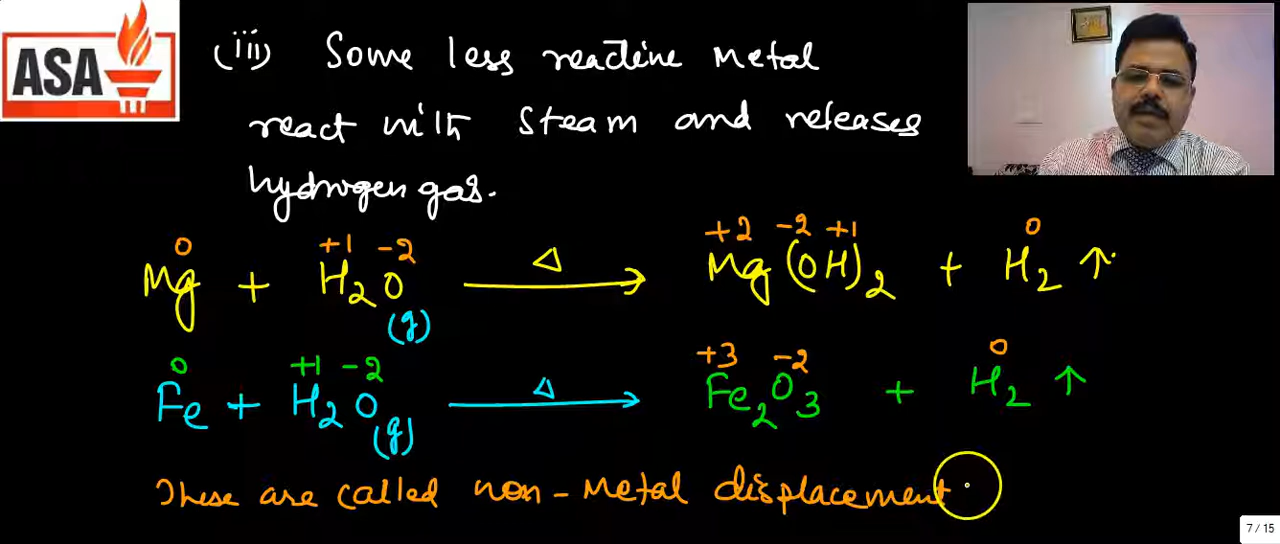 ASA
(iii) Some less reactive Metal
react with steam and releases
hydrogen gas.
0 +1 -2 +2 -2 +1 0
Mg + H2O (g) Δ → Mg(OH)2 + H2 ↑
0 +1 -2 +3 -2 0
Fe + H2O (g) Δ → Fe2O3 + H2 ↑
These are called non-Metal displacement
7 / 15